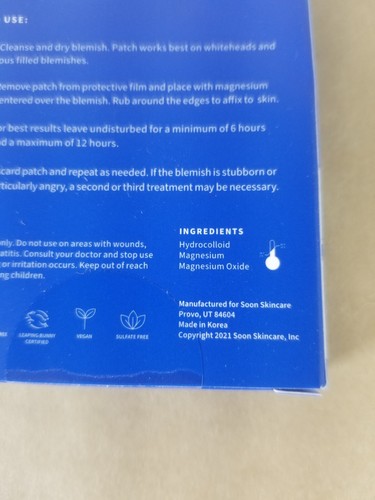 USE:
Cleanse and dry blemish. Patch works best on whiteheads and
pus filled blemishes.
Remove patch from protective film and place with magnesium
centered over the blemish. Rub around the edges to affix to skin.
For best results leave undisturbed for a minimum of 6 hours
and a maximum of 12 hours.
card patch and repeat as needed. If the blemish is stubborn or
particularly angry, a second or third treatment may be necessary.
only. Do not use on areas with wounds,
atitis. Consult your doctor and stop use
or irritation occurs. Keep out of reach
ng children.
INGREDIENTS
Hydrocolloid
Magnesium
Magnesium Oxide
LEAPING BUNNY
CERTIFIED
VEGAN
SULFATE FREE
Manufactured for Soon Skincare
Provo, UT 84604
Made in Korea
Copyright 2021 Soon Skincare, Inc